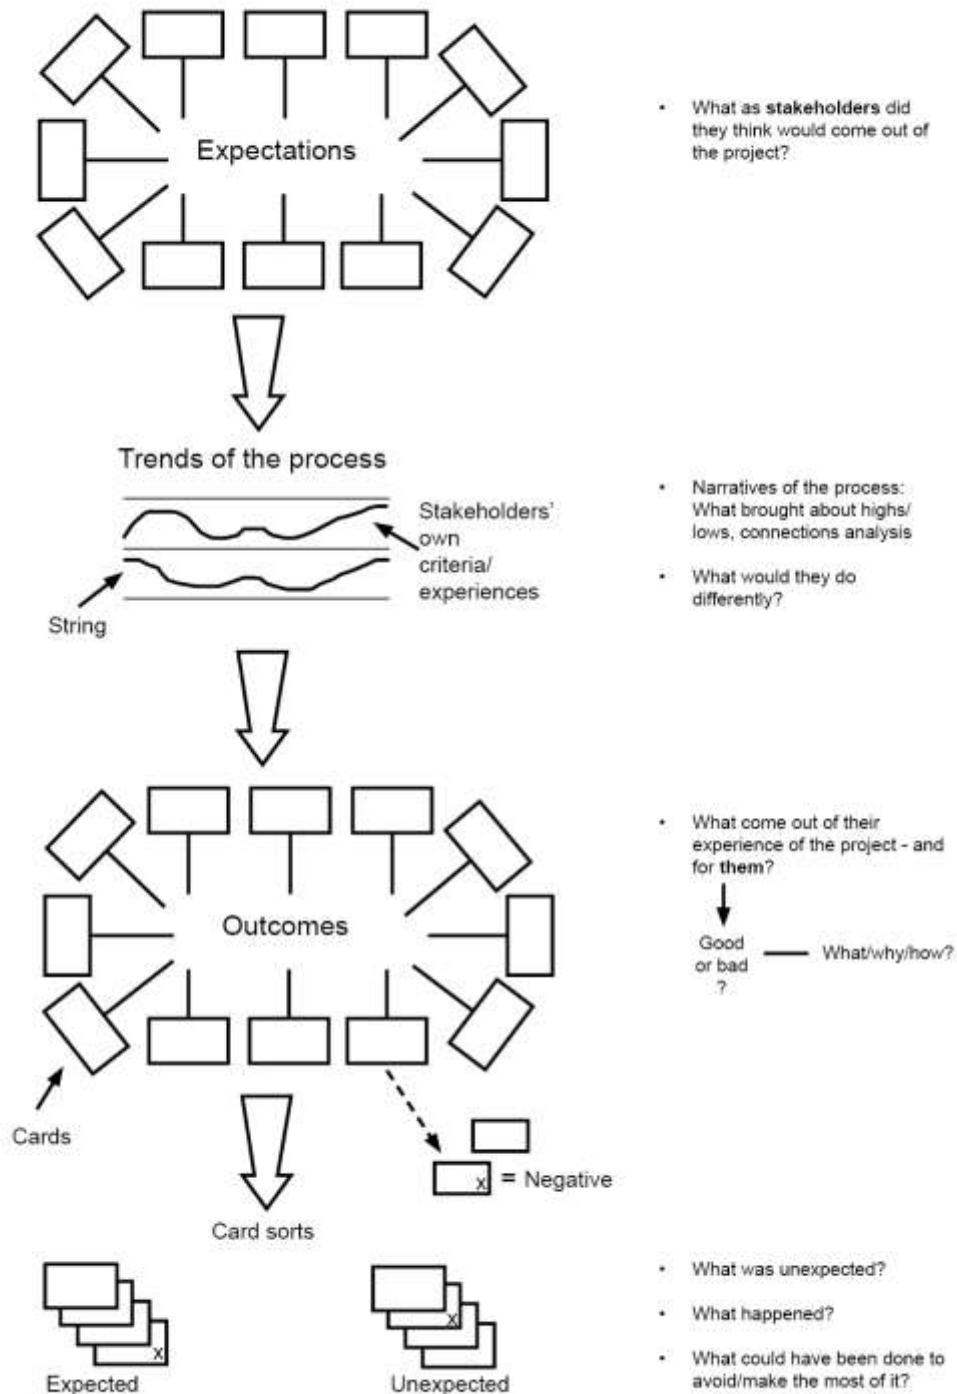 Expectations
• What as stakeholders did
they think would come out of
the project?
Trends of the process
Stakeholders'
own
criteria/
experiences
String
• Narratives of the process:
What brought about highs/
lows, connections analysis
• What would they do
differently?
Outcomes
• What come out of their
experience of the project - and
for them?
Good
or bad
?
What/why/how?
Cards
x = Negative
Card sorts
x
Expected
x
Unexpected
• What was unexpected?
• What happened?
• What could have been done to
avoid/make the most of it?